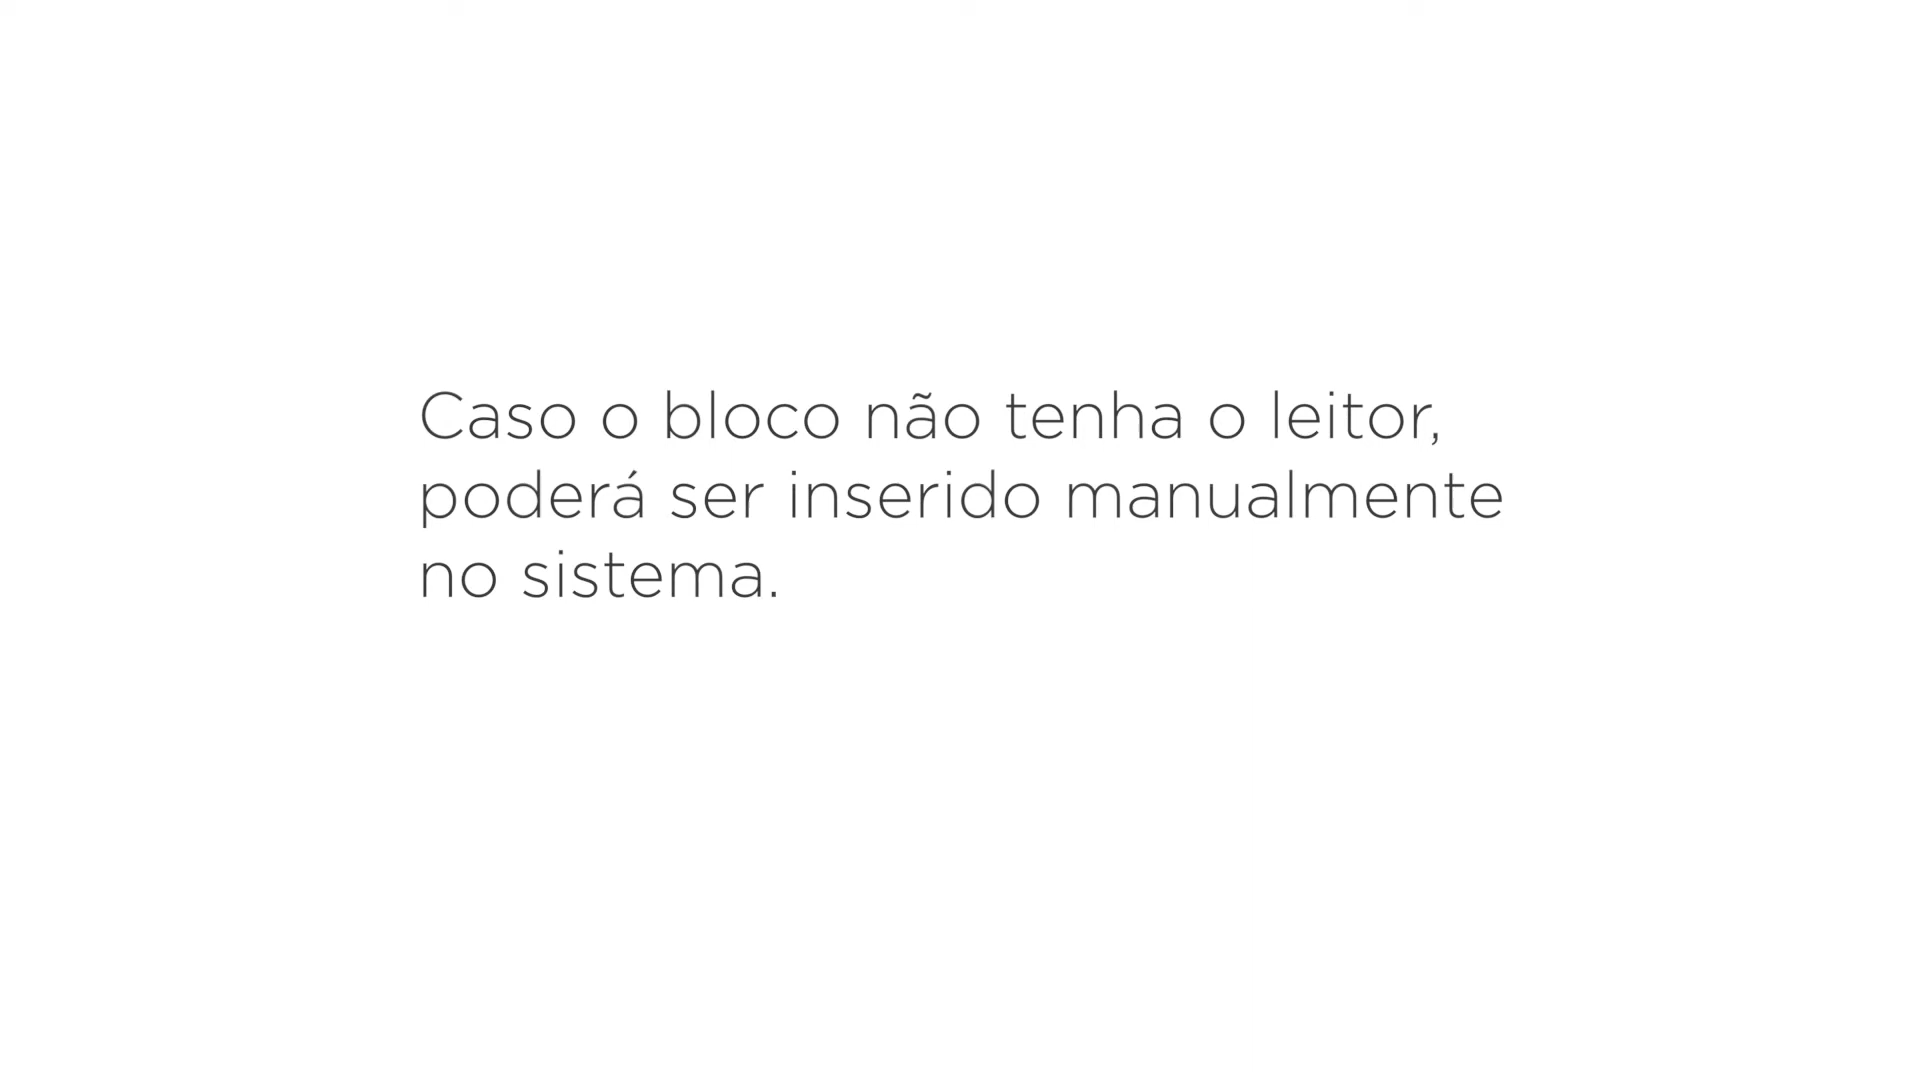 Caso o bloco não tenha o leitor,
poderá ser inserido manualmente
no sistema.